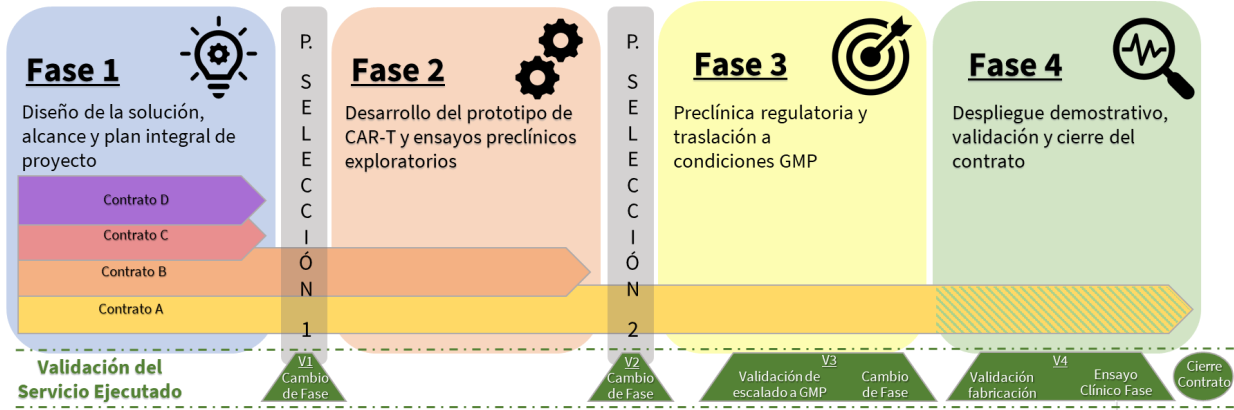 Fase 1
Diseño de la solución,
alcance y plan integral de
proyecto
Contrato D
Contrato C
Contrato B
Contrato A
P.
S
E
L
E
C
C
I
Ó
N
1
Fase 2
Desarrollo del prototipo de
CAR-T y ensayos preclínicos
exploratorios
P.
S
E
L
E
C
C
I
Ó
N
2
Fase 3
Preclínica regulatoria y
traslación a
condiciones GMP
Fase 4
Despliegue demostrativo,
validación y cierre del
contrato
Validación del
Servicio Ejecutado
V1
Cambio
de Fase
V2
Cambio
de Fase
V3
Validación de
escalado a GMP
Cambio
de Fase
V4
Validación
fabricación
Ensayo
Clínico Fase
Cierre
Contrato